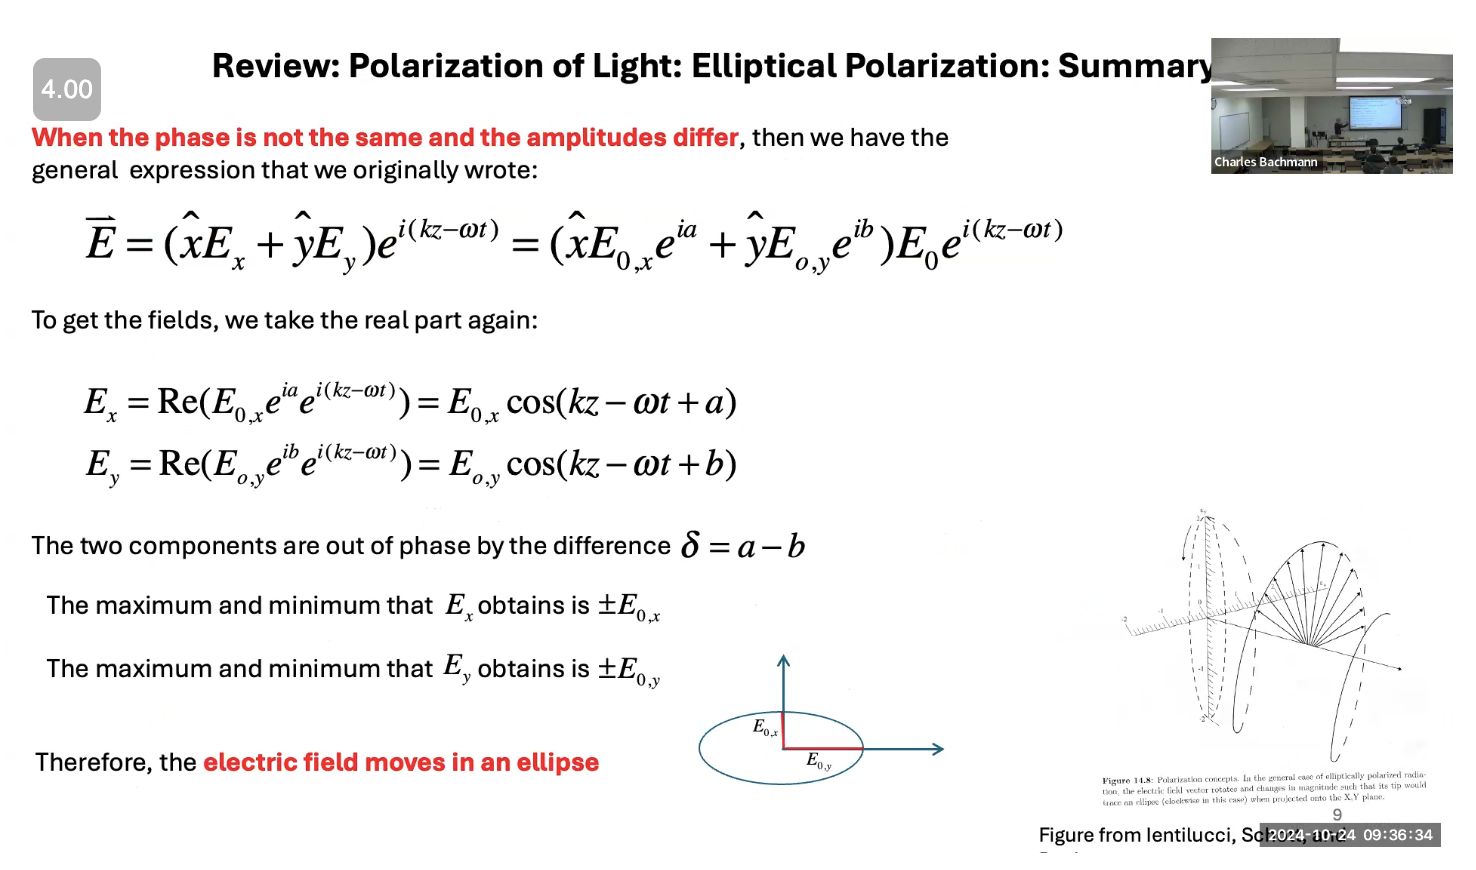 Review: Polarization of Light: Elliptical Polarization: Summary
4.00
Charles Bachmann
When the phase is not the same and the amplitudes differ, then we have the
general expression that we originally wrote:
$\vec{E} = (\hat{x}E_x + \hat{y}E_y)e^{i(kz-\omega t)} = (\hat{x}E_{0,x}e^{ia} + \hat{y}E_{o,y}e^{ib})E_0e^{i(kz-\omega t)}$
To get the fields, we take the real part again:
$E_x = \mathrm{Re}(E_{0,x}e^{ia}e^{i(kz-\omega t)}) = E_{0,x}\cos(kz-\omega t+a)$
$E_y = \mathrm{Re}(E_{o,y}e^{ib}e^{i(kz-\omega t)}) = E_{o,y}\cos(kz-\omega t+b)$
The two components are out of phase by the difference $\delta = a-b$
The maximum and minimum that $E_x$ obtains is $\pm E_{0,x}$
The maximum and minimum that $E_y$ obtains is $\pm E_{0,y}$
Therefore, the electric field moves in an ellipse
$E_{0,x}$
$E_{0,y}$
Figure 14.8: Polarization concepts. In the general case of elliptically polarized radia-
tion, the electric field vector rotates and changes in magnitude such that its tip would
trace an ellipse (clockwise in this case) when projected onto the X,Y plane.
9
Figure from Ientilucci,
2024-10-24 09:36:34